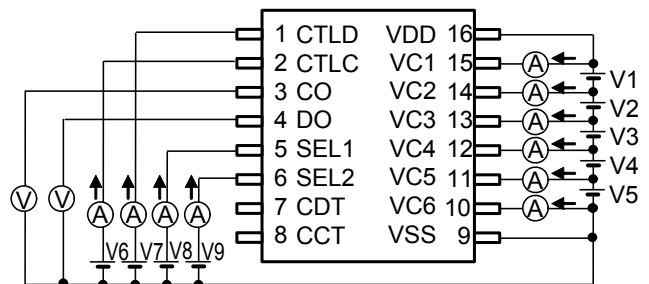 1 CTLD VDD 16
2 CTLC VC1 15 A V1
3 CO VC2 14 A V2
4 DO VC3 13 A V3
5 SEL1 VC4 12 A V4
6 SEL2 VC5 11 A V5
V V A A A A 7 CDT VC6 10 A
V6 V7 V8 V9 8 CCT VSS 9